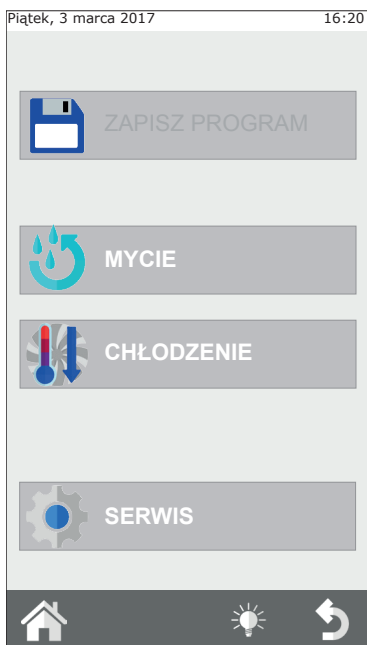 Piątek, 3 marca 2017 16:20
ZAPISZ PROGRAM
MYCIE
CHŁODZENIE
SERWIS